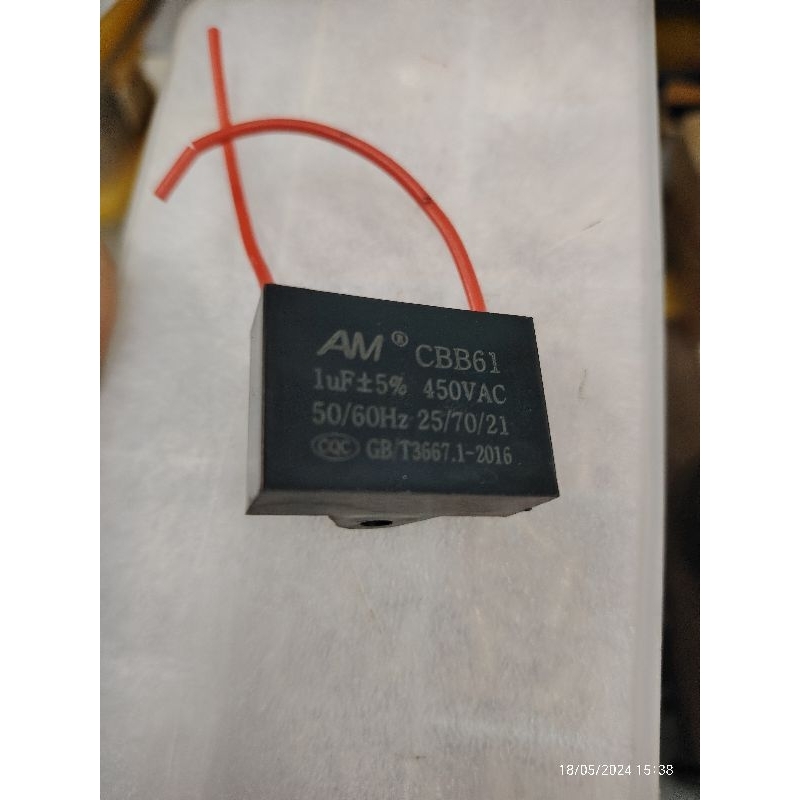 AM® CBB61
1uF±5% 450VAC
50/60Hz 25/70/21
CQC GB/T3667.1-2016
18/05/2024 15:38